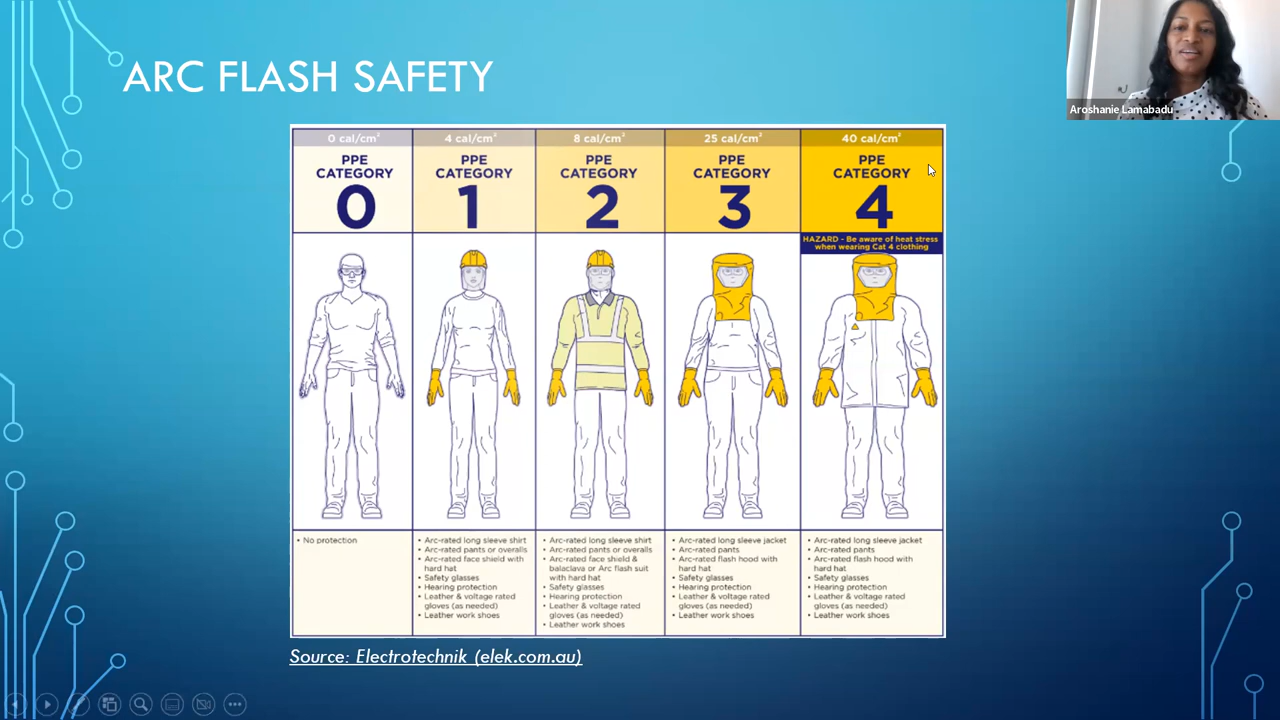 ARC FLASH SAFETY
Aroshanie Lamabadu
0 cal/cm²
PPE
CATEGORY
0
4 cal/cm²
PPE
CATEGORY
1
8 cal/cm²
PPE
CATEGORY
2
25 cal/cm²
PPE
CATEGORY
3
40 cal/cm²
PPE
CATEGORY
4
HAZARD - Be aware of heat stress
when wearing Cat 4 clothing
• No protection
• Arc-rated long sleeve shirt
• Arc-rated pants or overalls
• Arc-rated face shield with
hard hat
• Safety glasses
• Hearing protection
• Leather & voltage rated
gloves (as needed)
• Leather work shoes
• Arc-rated long sleeve shirt
• Arc-rated pants or overalls
• Arc-rated face shield &
balaclava or Arc flash suit
with hard hat
• Safety glasses
• Hearing protection
• Leather & voltage rated
gloves (as needed)
• Leather work shoes
• Arc-rated long sleeve jacket
• Arc-rated pants
• Arc-rated flash hood with
hard hat
• Safety glasses
• Hearing protection
• Leather & voltage rated
gloves (as needed)
• Leather work shoes
• Arc-rated long sleeve jacket
• Arc-rated pants
• Arc-rated flash hood with
hard hat
• Safety glasses
• Hearing protection
• Leather & voltage rated
gloves (as needed)
• Leather work shoes
Source: Electrotechnik (elek.com.au)